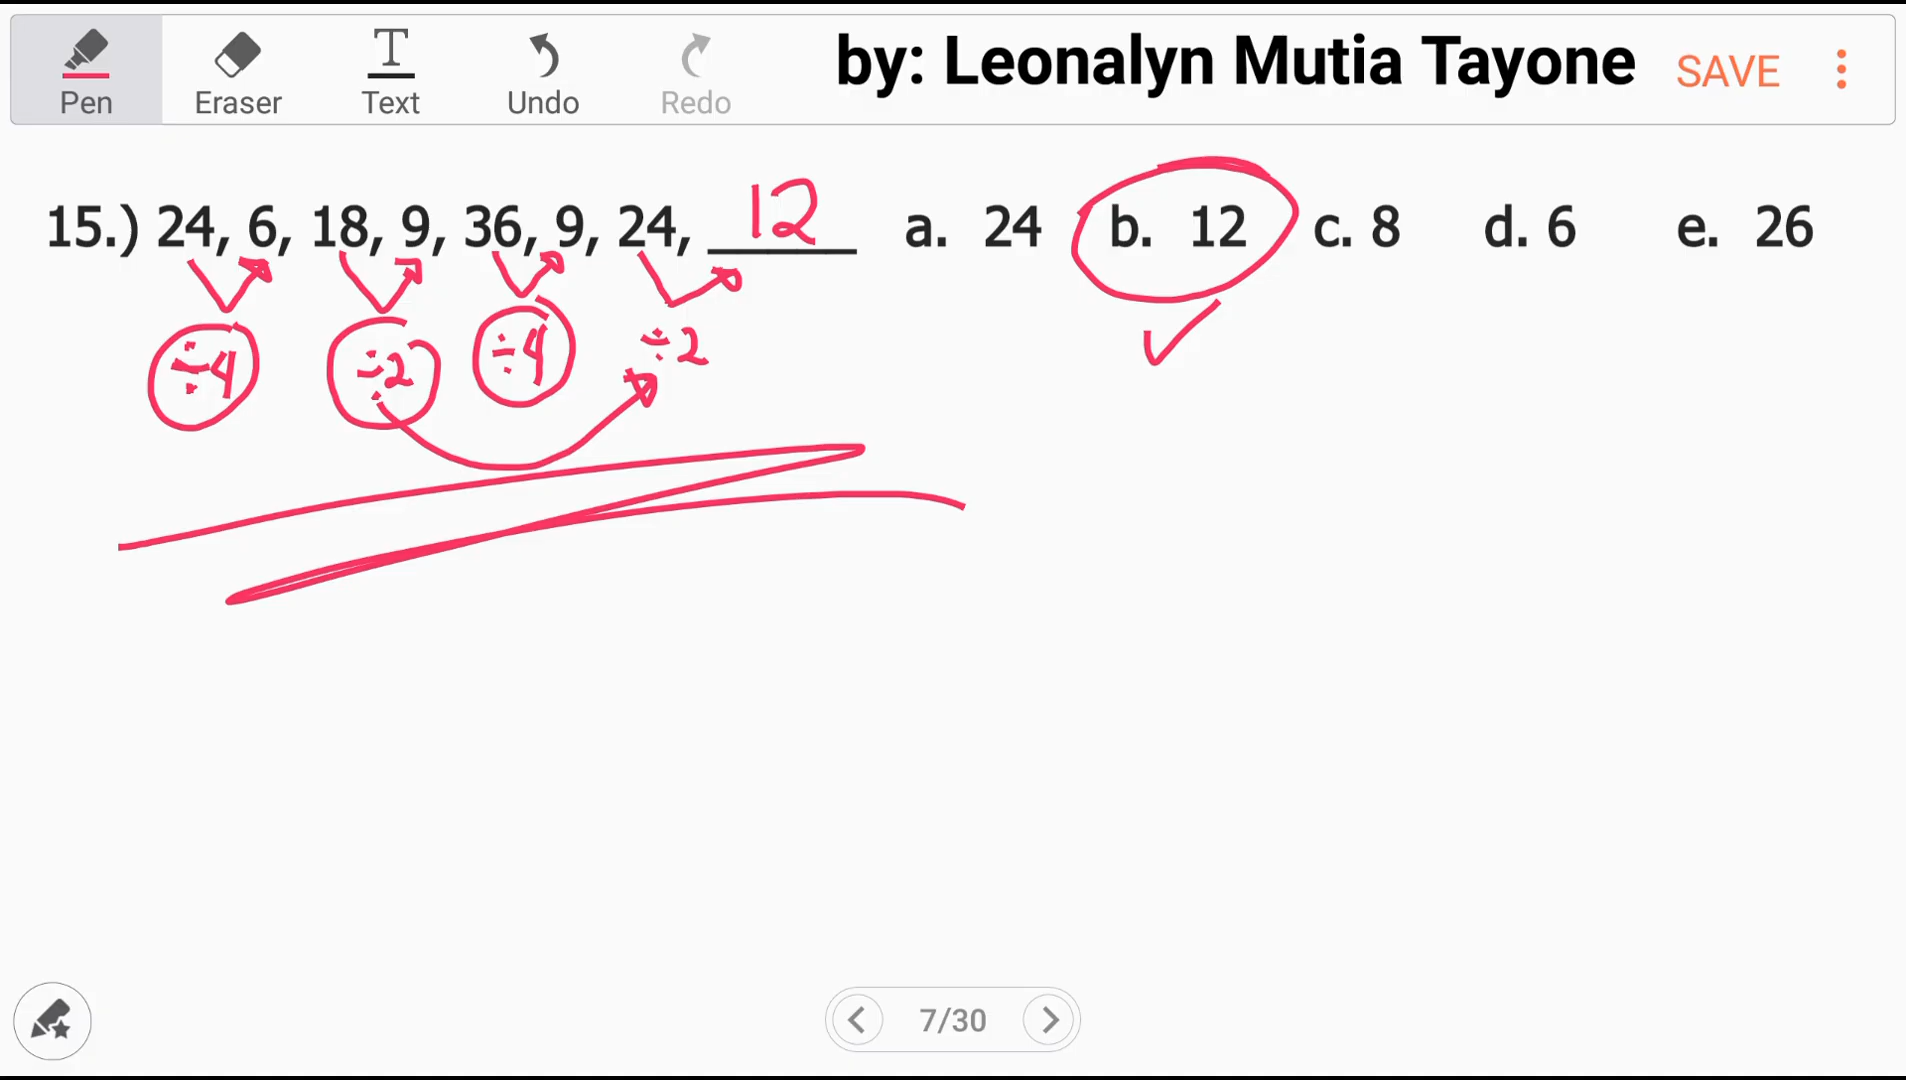 Pen Eraser Text Undo Redo by: Leonalyn Mutia Tayone SAVE
15.) 24, 6, 18, 9, 36, 9, 24, 12 a. 24 b. 12 c. 8 d. 6 e. 26
÷4 ÷2 ÷4 ÷2
7/30